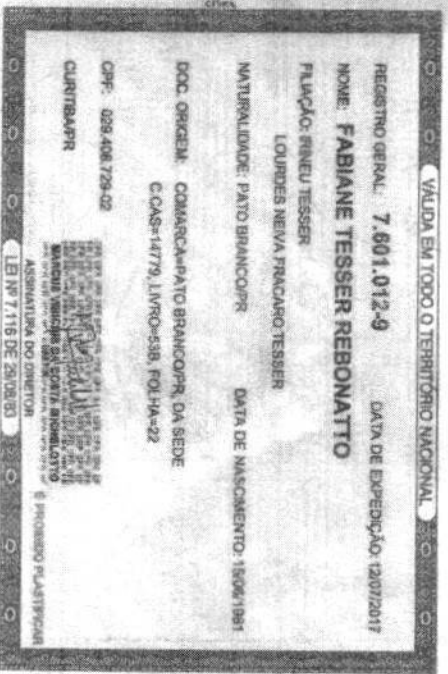 VÁLIDA EM TODO O TERRITÓRIO NACIONAL
REGISTRO GERAL: 7.601.012-9 DATA DE EXPEDIÇÃO: 12/07/2017
NOME: FABIANE TESSER REBONATTO
FILIAÇÃO: IRINEU TESSER
LOURDES NEIVA FRACARO TESSER
NATURALIDADE: PATO BRANCO/PR DATA DE NASCIMENTO: 15/06/1981
DOC. ORIGEM: COMARCA=PATO BRANCO/PR, DA SEDE
C.CAS=14779, LIVRO=53B, FOLHA=22
CPF: 029.408.729-02
CURITIBA/PR
ASSINATURA DO DIRETOR
LEI Nº 7.116 DE 29/08/83
É PROIBIDO PLASTIFICAR